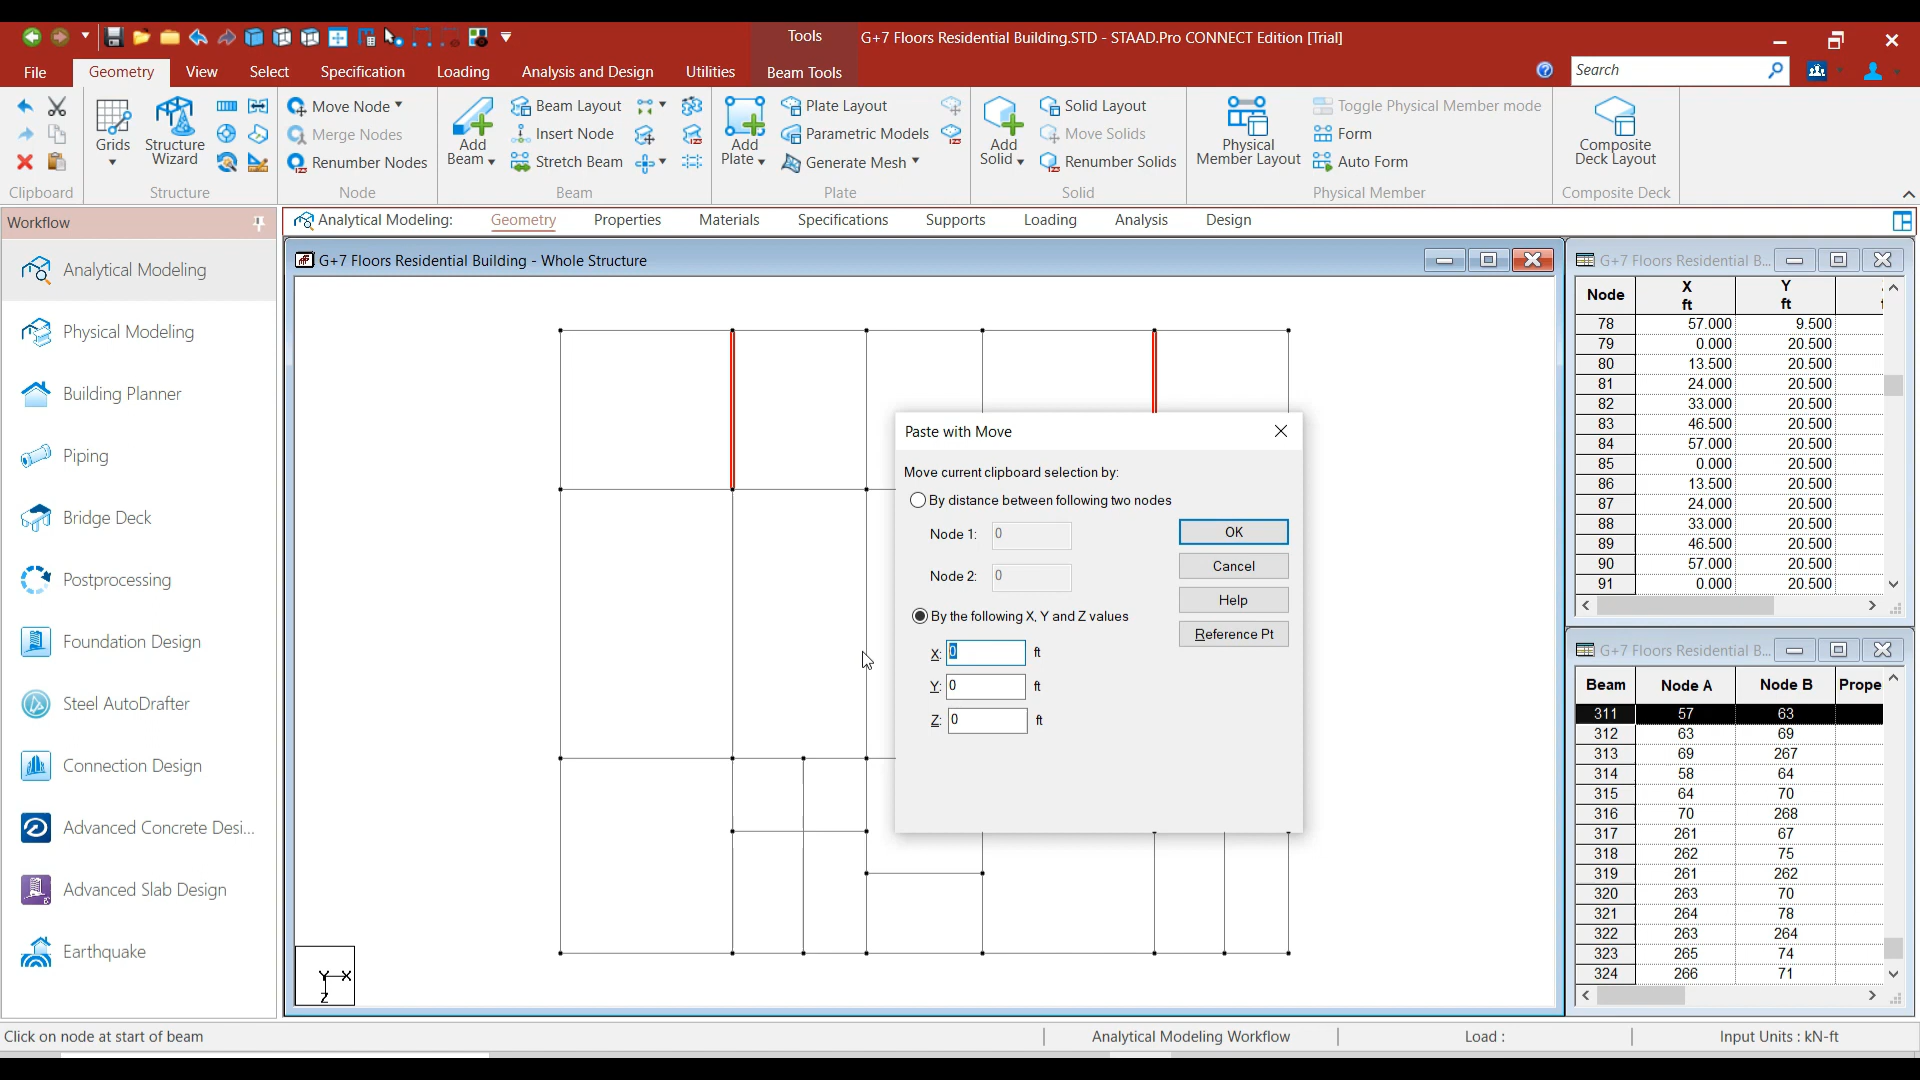 Tools
G+7 Floors Residential Building.STD - STAAD.Pro CONNECT Edition [Trial]
File
Geometry
View
Select
Specification
Loading
Analysis and Design
Utilities
Beam Tools
Search
Grids
Structure
Wizard
Move Node
Merge Nodes
Renumber Nodes
Add
Beam
Beam Layout
Insert Node
Stretch Beam
Add
Plate
Plate Layout
Parametric Models
Generate Mesh
Add
Solid
Solid Layout
Move Solids
Renumber Solids
Physical
Member Layout
Toggle Physical Member mode
Form
Auto Form
Composite
Deck Layout
Clipboard
Structure
Node
Beam
Plate
Solid
Physical Member
Composite Deck
Workflow
Analytical Modeling
Physical Modeling
Building Planner
Piping
Bridge Deck
Postprocessing
Foundation Design
Steel AutoDrafter
Connection Design
Advanced Concrete Desi...
Advanced Slab Design
Earthquake
Analytical Modeling:
Geometry
Properties
Materials
Specifications
Supports
Loading
Analysis
Design
G+7 Floors Residential Building - Whole Structure
Y X
Z
Paste with Move
Move current clipboard selection by:
By distance between following two nodes
Node 1: 0
Node 2: 0
By the following X, Y and Z values
X: 0 ft
Y: 0 ft
Z: 0 ft
OK
Cancel
Help
Reference Pt
G+7 Floors Residential B...
Node X Y
ft ft
78 57.000 9.500
79 0.000 20.500
80 13.500 20.500
81 24.000 20.500
82 33.000 20.500
83 46.500 20.500
84 57.000 20.500
85 0.000 20.500
86 13.500 20.500
87 24.000 20.500
88 33.000 20.500
89 46.500 20.500
90 57.000 20.500
91 0.000 20.500
G+7 Floors Residential B...
Beam Node A Node B Prope
311 57 63
312 63 69
313 69 267
314 58 64
315 64 70
316 70 268
317 261 67
318 262 75
319 261 262
320 263 70
321 264 78
322 263 264
323 265 74
324 266 71
Click on node at start of beam
Analytical Modeling Workflow
Load :
Input Units : kN-ft